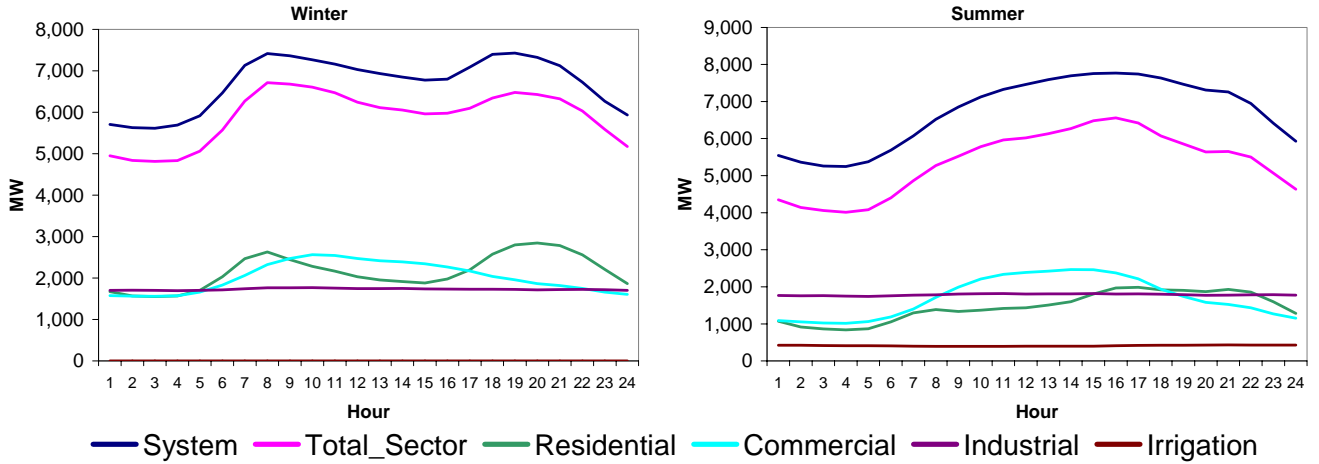 Winter
8,000
7,000
6,000
5,000
4,000
3,000
2,000
1,000
0
MW
1 2 3 4 5 6 7 8 9 10 11 12 13 14 15 16 17 18 19 20 21 22 23 24
Hour
Summer
9,000
8,000
7,000
6,000
5,000
4,000
3,000
2,000
1,000
0
MW
1 2 3 4 5 6 7 8 9 10 11 12 13 14 15 16 17 18 19 20 21 22 23 24
Hour
System Total_Sector Residential Commercial Industrial Irrigation